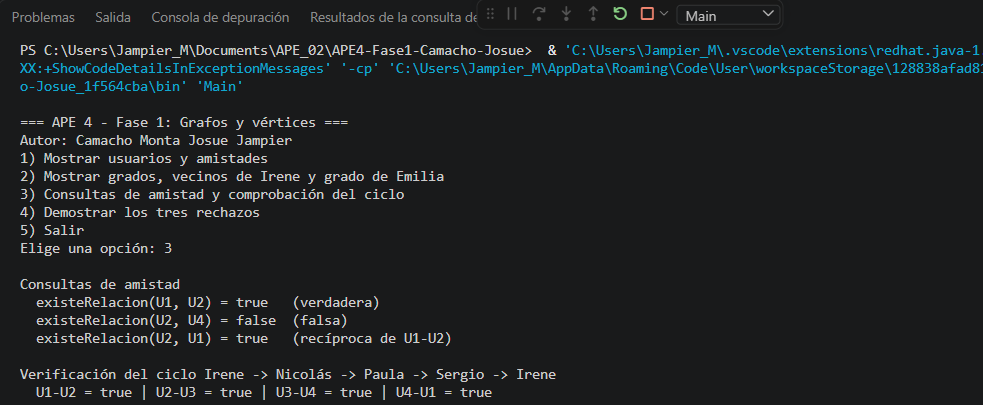 Problemas Salida Consola de depuración Resultados de la consulta de Main
PS C:\Users\Jampier_M\Documents\APE_02\APE4-Fase1-Camacho-Josue>  & 'C:\Users\Jampier_M\.vscode\extensions\redhat.java-1
XX:+ShowCodeDetailsInExceptionMessages' '-cp' 'C:\Users\Jampier_M\AppData\Roaming\Code\User\workspaceStorage\128838afad81
o-Josue_1f564cba\bin' 'Main'
=== APE 4 - Fase 1: Grafos y vértices ===
Autor: Camacho Monta Josue Jampier
1) Mostrar usuarios y amistades
2) Mostrar grados, vecinos de Irene y grado de Emilia
3) Consultas de amistad y comprobación del ciclo
4) Demostrar los tres rechazos
5) Salir
Elige una opción: 3
Consultas de amistad
existeRelacion(U1, U2) = true   (verdadera)
existeRelacion(U2, U4) = false  (falsa)
existeRelacion(U2, U1) = true   (recíproca de U1-U2)
Verificación del ciclo Irene -> Nicolás -> Paula -> Sergio -> Irene
U1-U2 = true | U2-U3 = true | U3-U4 = true | U4-U1 = true